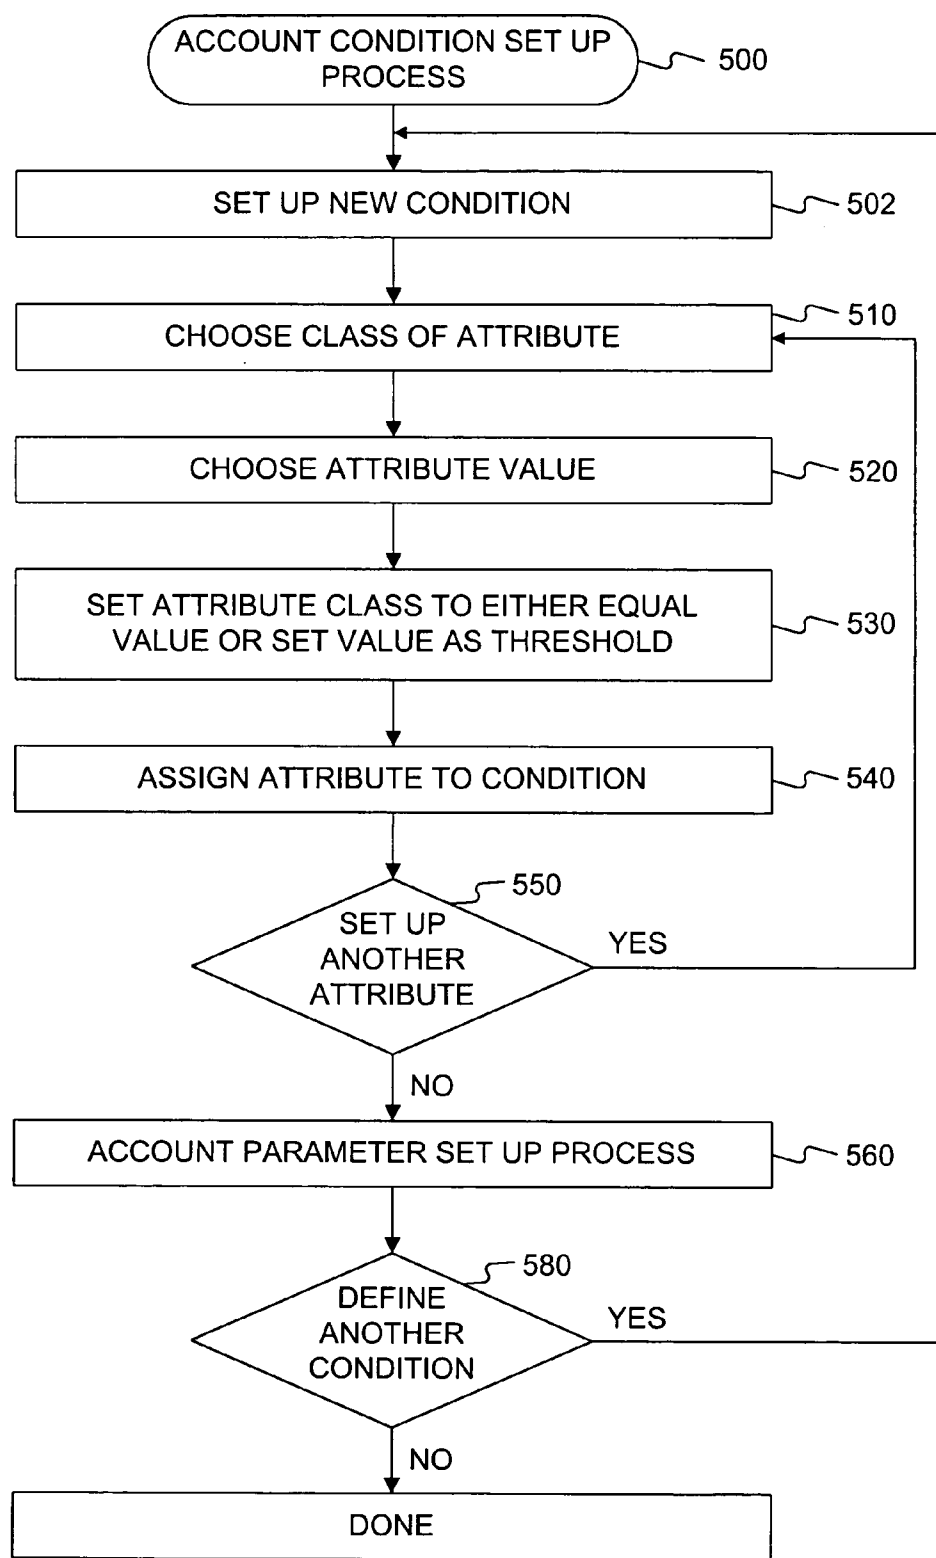 ACCOUNT CONDITION SET UP
PROCESS
500
SET UP NEW CONDITION
502
510
CHOOSE CLASS OF ATTRIBUTE
CHOOSE ATTRIBUTE VALUE
520
SET ATTRIBUTE CLASS TO EITHER EQUAL
VALUE OR SET VALUE AS THRESHOLD
530
ASSIGN ATTRIBUTE TO CONDITION
540
550
SET UP
ANOTHER
ATTRIBUTE
YES
NO
ACCOUNT PARAMETER SET UP PROCESS
560
580
DEFINE
ANOTHER
CONDITION
YES
NO
DONE